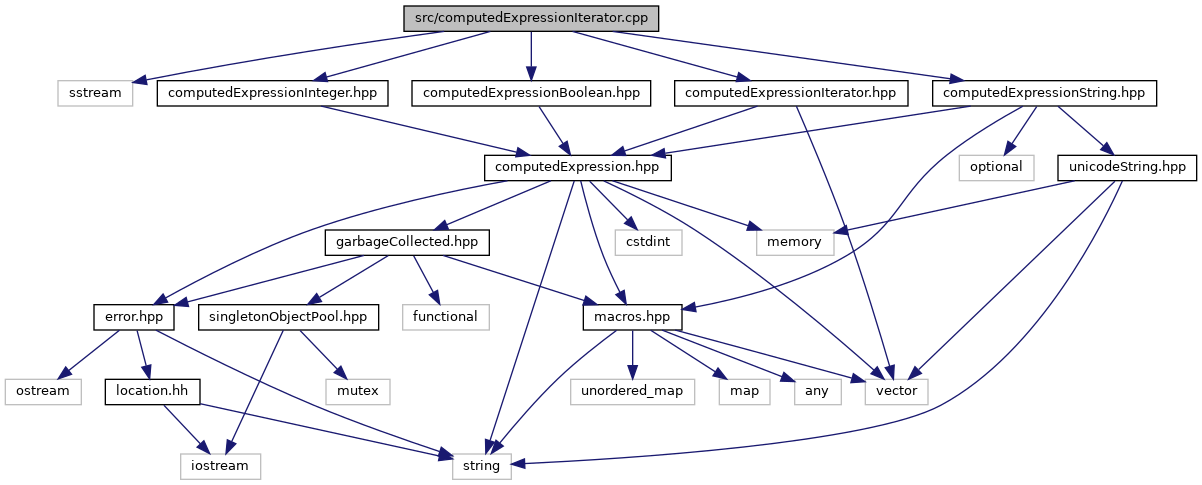 src/computedExpressionIterator.cpp
sstream
computedExpressionInteger.hpp
computedExpressionBoolean.hpp
computedExpressionIterator.hpp
computedExpressionString.hpp
computedExpression.hpp
optional
unicodeString.hpp
garbageCollected.hpp
cstdint
memory
error.hpp
singletonObjectPool.hpp
functional
macros.hpp
ostream
location.hh
mutex
unordered_map
map
any
vector
iostream
string